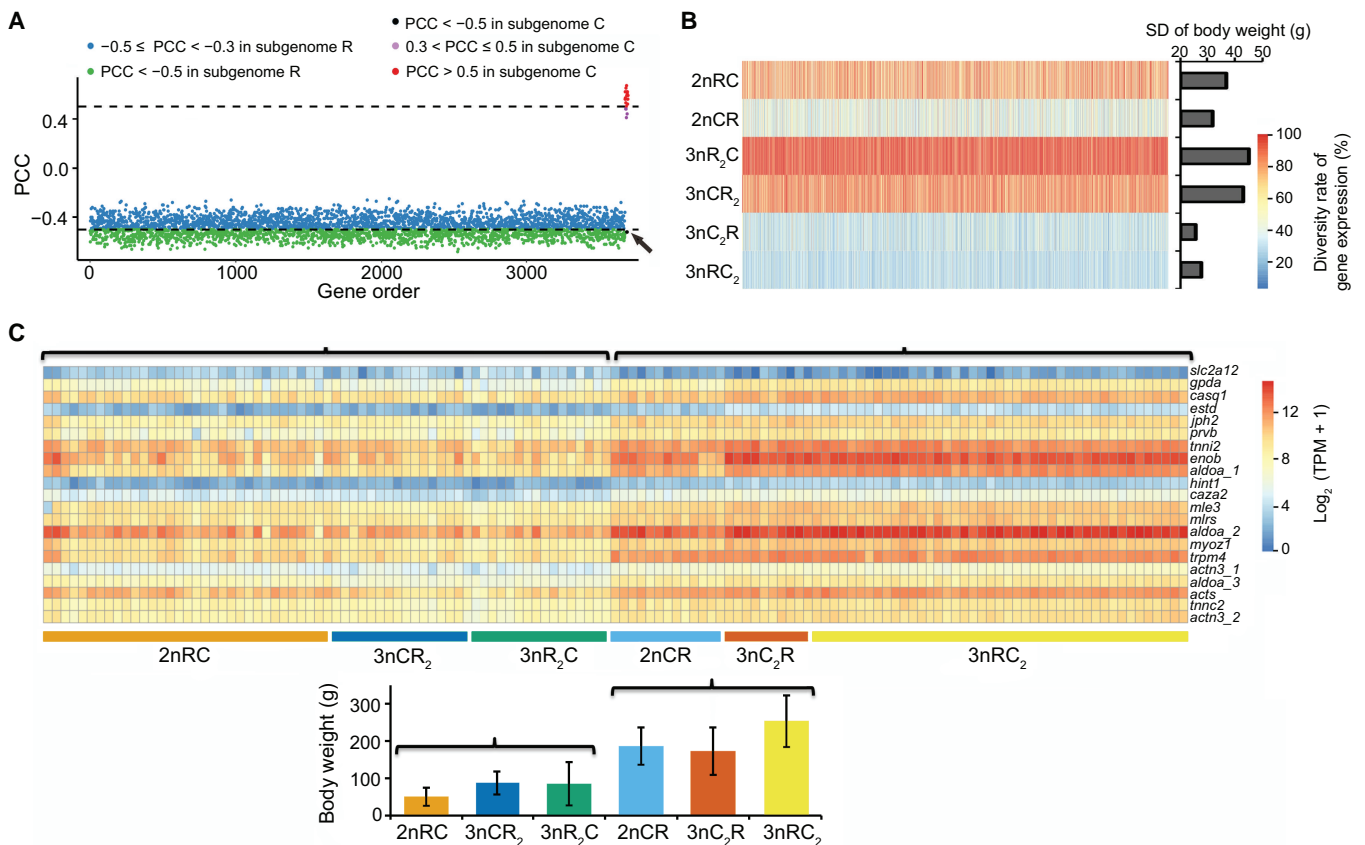 A
PCC < −0.5 in subgenome C
−0.5 ≤ PCC < −0.3 in subgenome R
0.3 < PCC ≤ 0.5 in subgenome C
PCC < −0.5 in subgenome R
PCC > 0.5 in subgenome C
PCC
0.4
0.0
−0.4
0
1000
2000
3000
Gene order
B
SD of body weight (g)
20 30 40 50
2nRC
2nCR
3nR₂C
3nCR₂
3nC₂R
3nRC₂
100
80
60
40
20
Diversity rate of
gene expression (%)
C
slc2a12
gpda
casq1
estd
jph2
prvb
tnni2
enob
aldoa_1
hint1
caza2
mle3
mlrs
aldoa_2
myoz1
trpm4
actn3_1
aldoa_3
acts
tnnc2
actn3_2
12
8
4
0
Log₂ (TPM + 1)
2nRC
3nCR₂
3nR₂C
2nCR
3nC₂R
3nRC₂
Body weight (g)
300
200
100
0
2nRC
3nCR₂
3nR₂C
2nCR
3nC₂R
3nRC₂